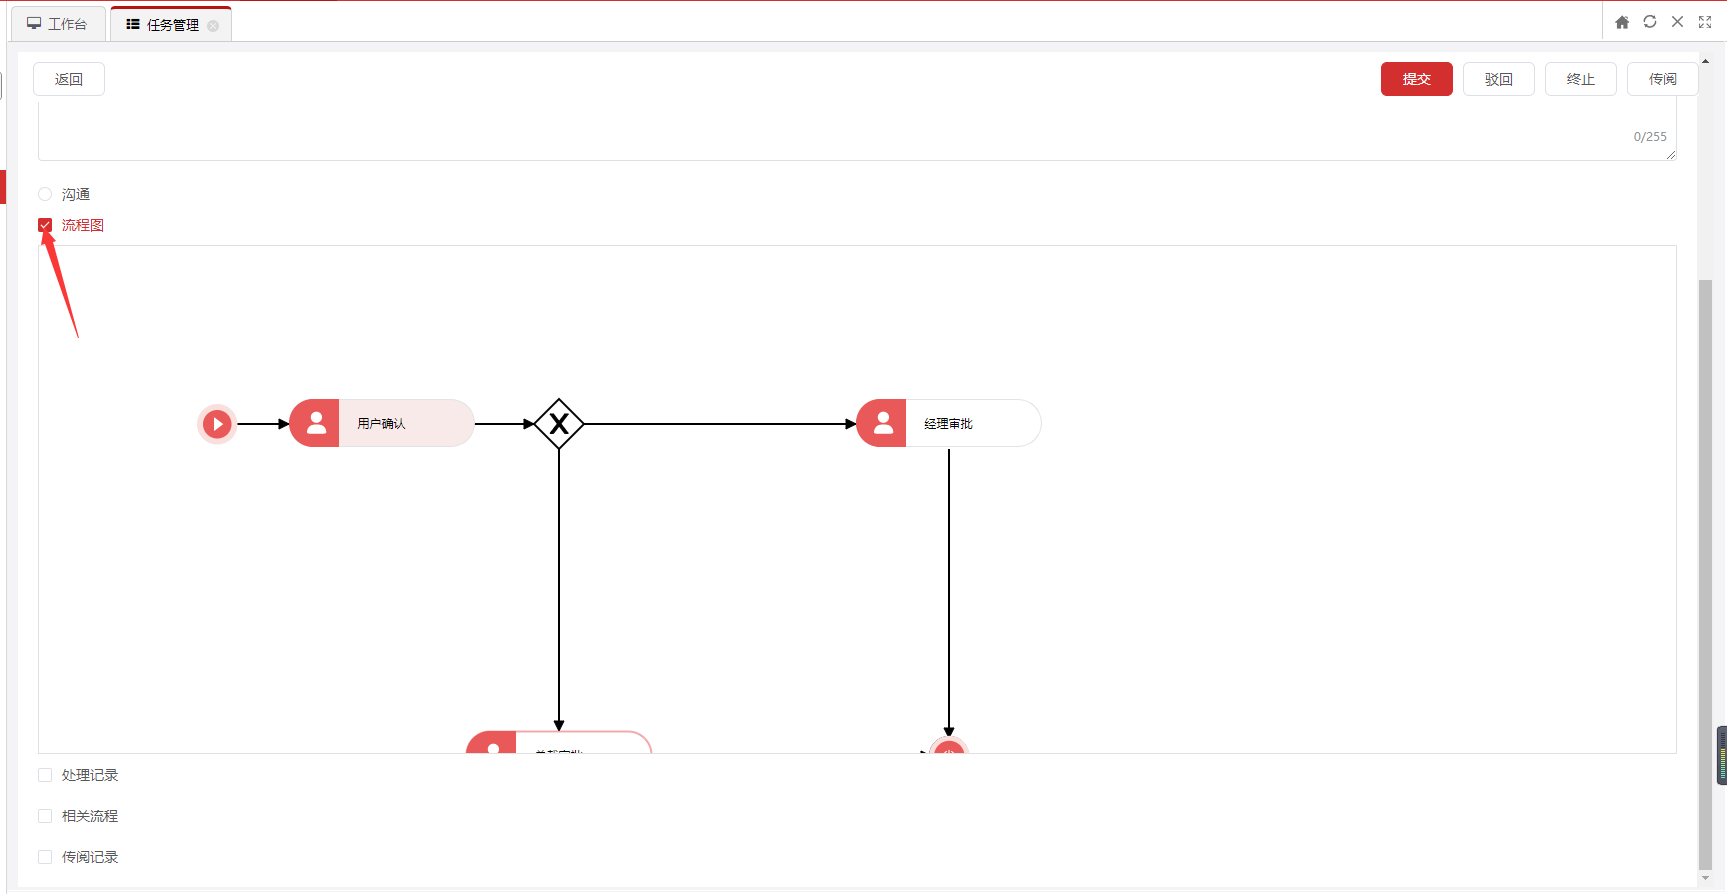 工作台
任务管理
返回
提交
驳回
终止
传阅
0/255
沟通
流程图
用户确认
X
经理审批
处理记录
相关流程
传阅记录